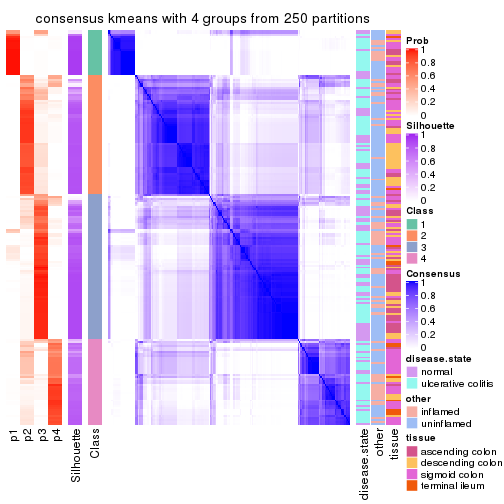 consensus kmeans with 4 groups from 250 partitions
p1
p2
p3
p4
Silhouette
Class
disease.state
other
tissue
Prob
1
0.8
0.6
0.4
0.2
0
Silhouette
1
0.8
0.6
0.4
0.2
0
Class
1
2
3
4
Consensus
1
0.8
0.6
0.4
0.2
0
disease.state
normal
ulcerative colitis
other
inflamed
uninflamed
tissue
ascending colon
descending colon
sigmoid colon
terminal ileum